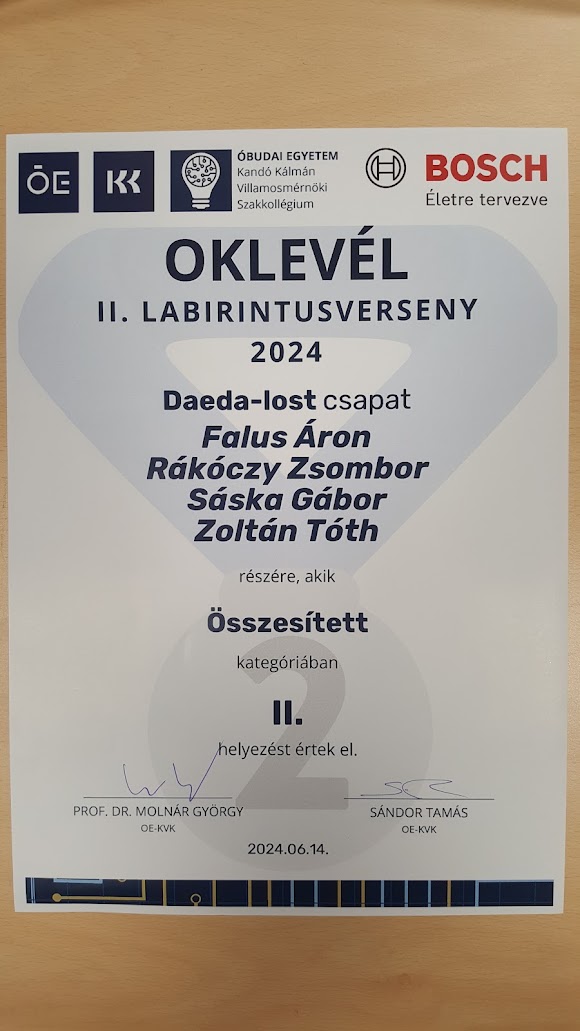 ŌE
KK
ÓBUDAI EGYETEM
Kandó Kálmán
Villamosmérnöki
Szakkollégium
BOSCH
Életre tervezve
OKLEVÉL
II. LABIRINTUSVERSENY
2024
Daeda-lost csapat
Falus Áron
Rákóczy Zsombor
Sáska Gábor
Zoltán Tóth
részére, akik
Összesített
kategóriában
2
II.
helyezést értek el.
PROF. DR. MOLNÁR GYÖRGY
OE-KVK
SÁNDOR TAMÁS
OE-KVK
2024.06.14.